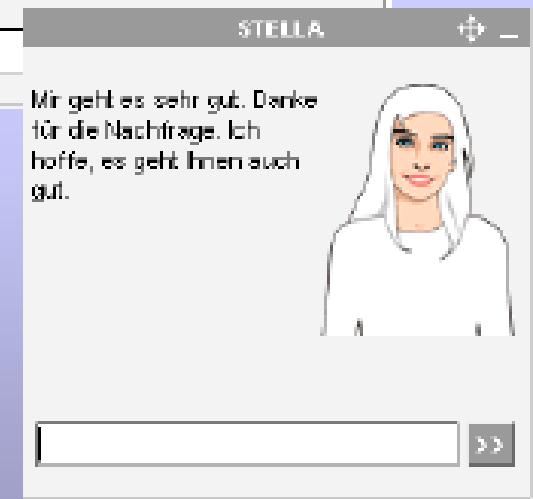 STELLA
Mir geht es sehr gut. Danke
für die Nachfrage. Ich
hoffe, es geht Ihnen auch
gut.
>>